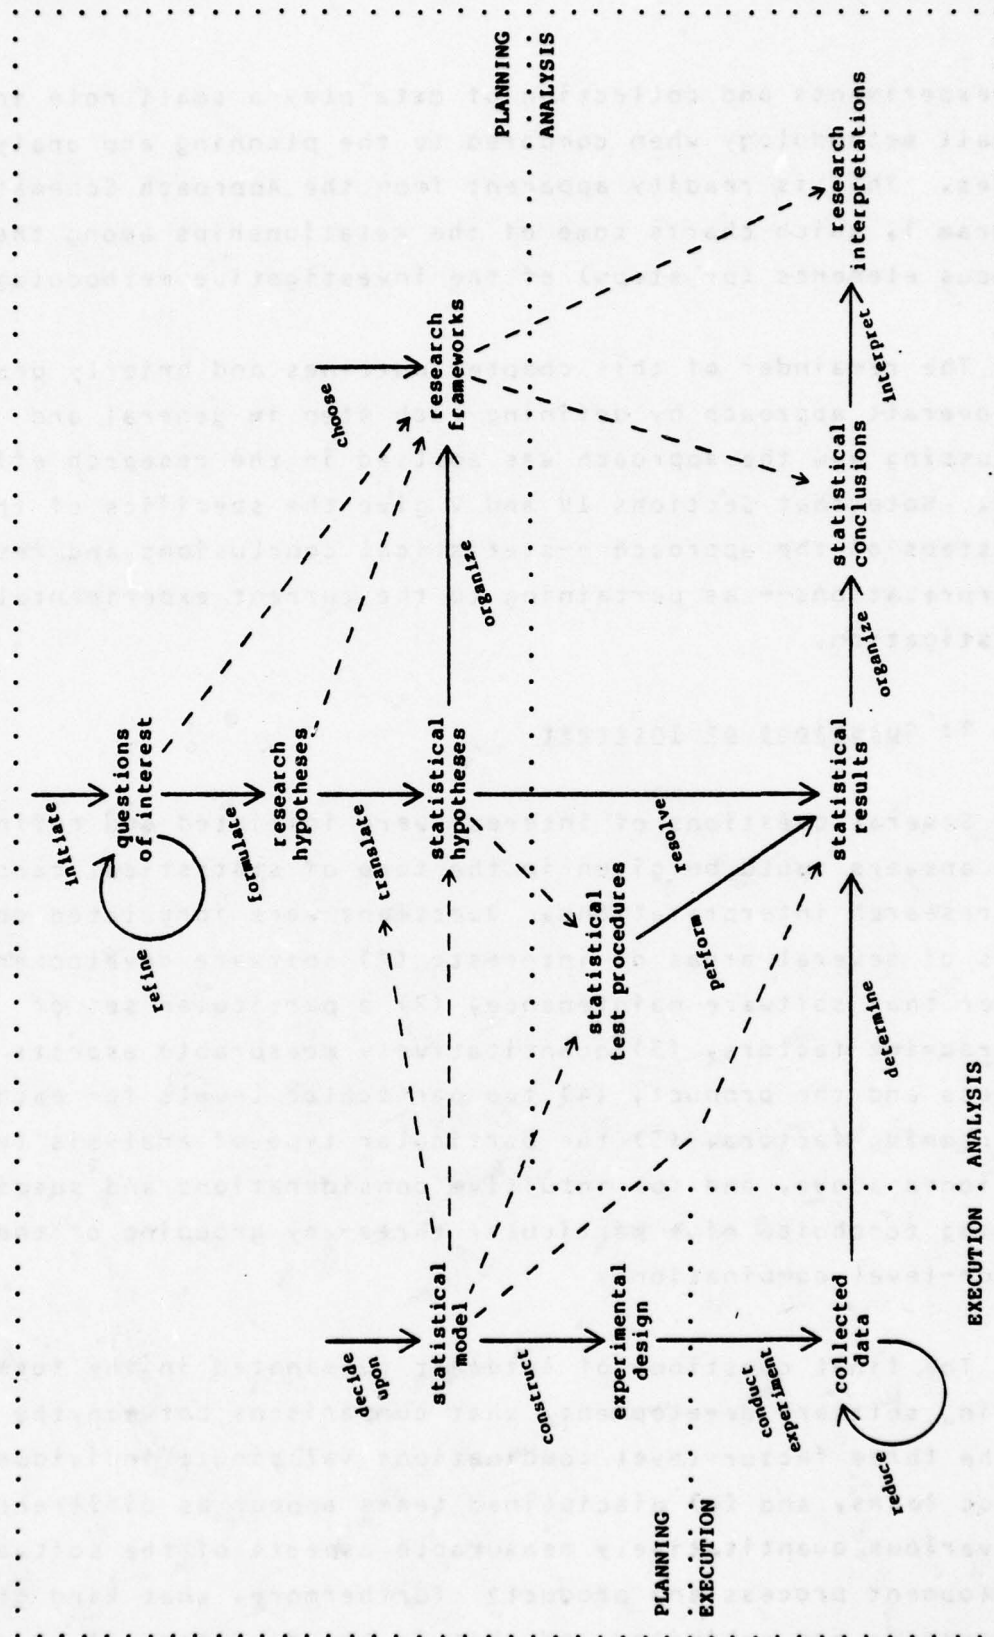 initiate
questions
of interest
refine
formulate
research
hypotheses
choose
translate
decide
upon
statistical
model
statistical
hypotheses
research
frameworks
organize
PLANNING
ANALYSIS
construct
experimental
design
statistical
test procedures
resolve
perform
PLANNING
EXECUTION
conduct
experiment
collected
data
reduce
determine
statistical
results
organize
statistical
conclusions
interpret
research
interpretations
EXECUTION ANALYSIS